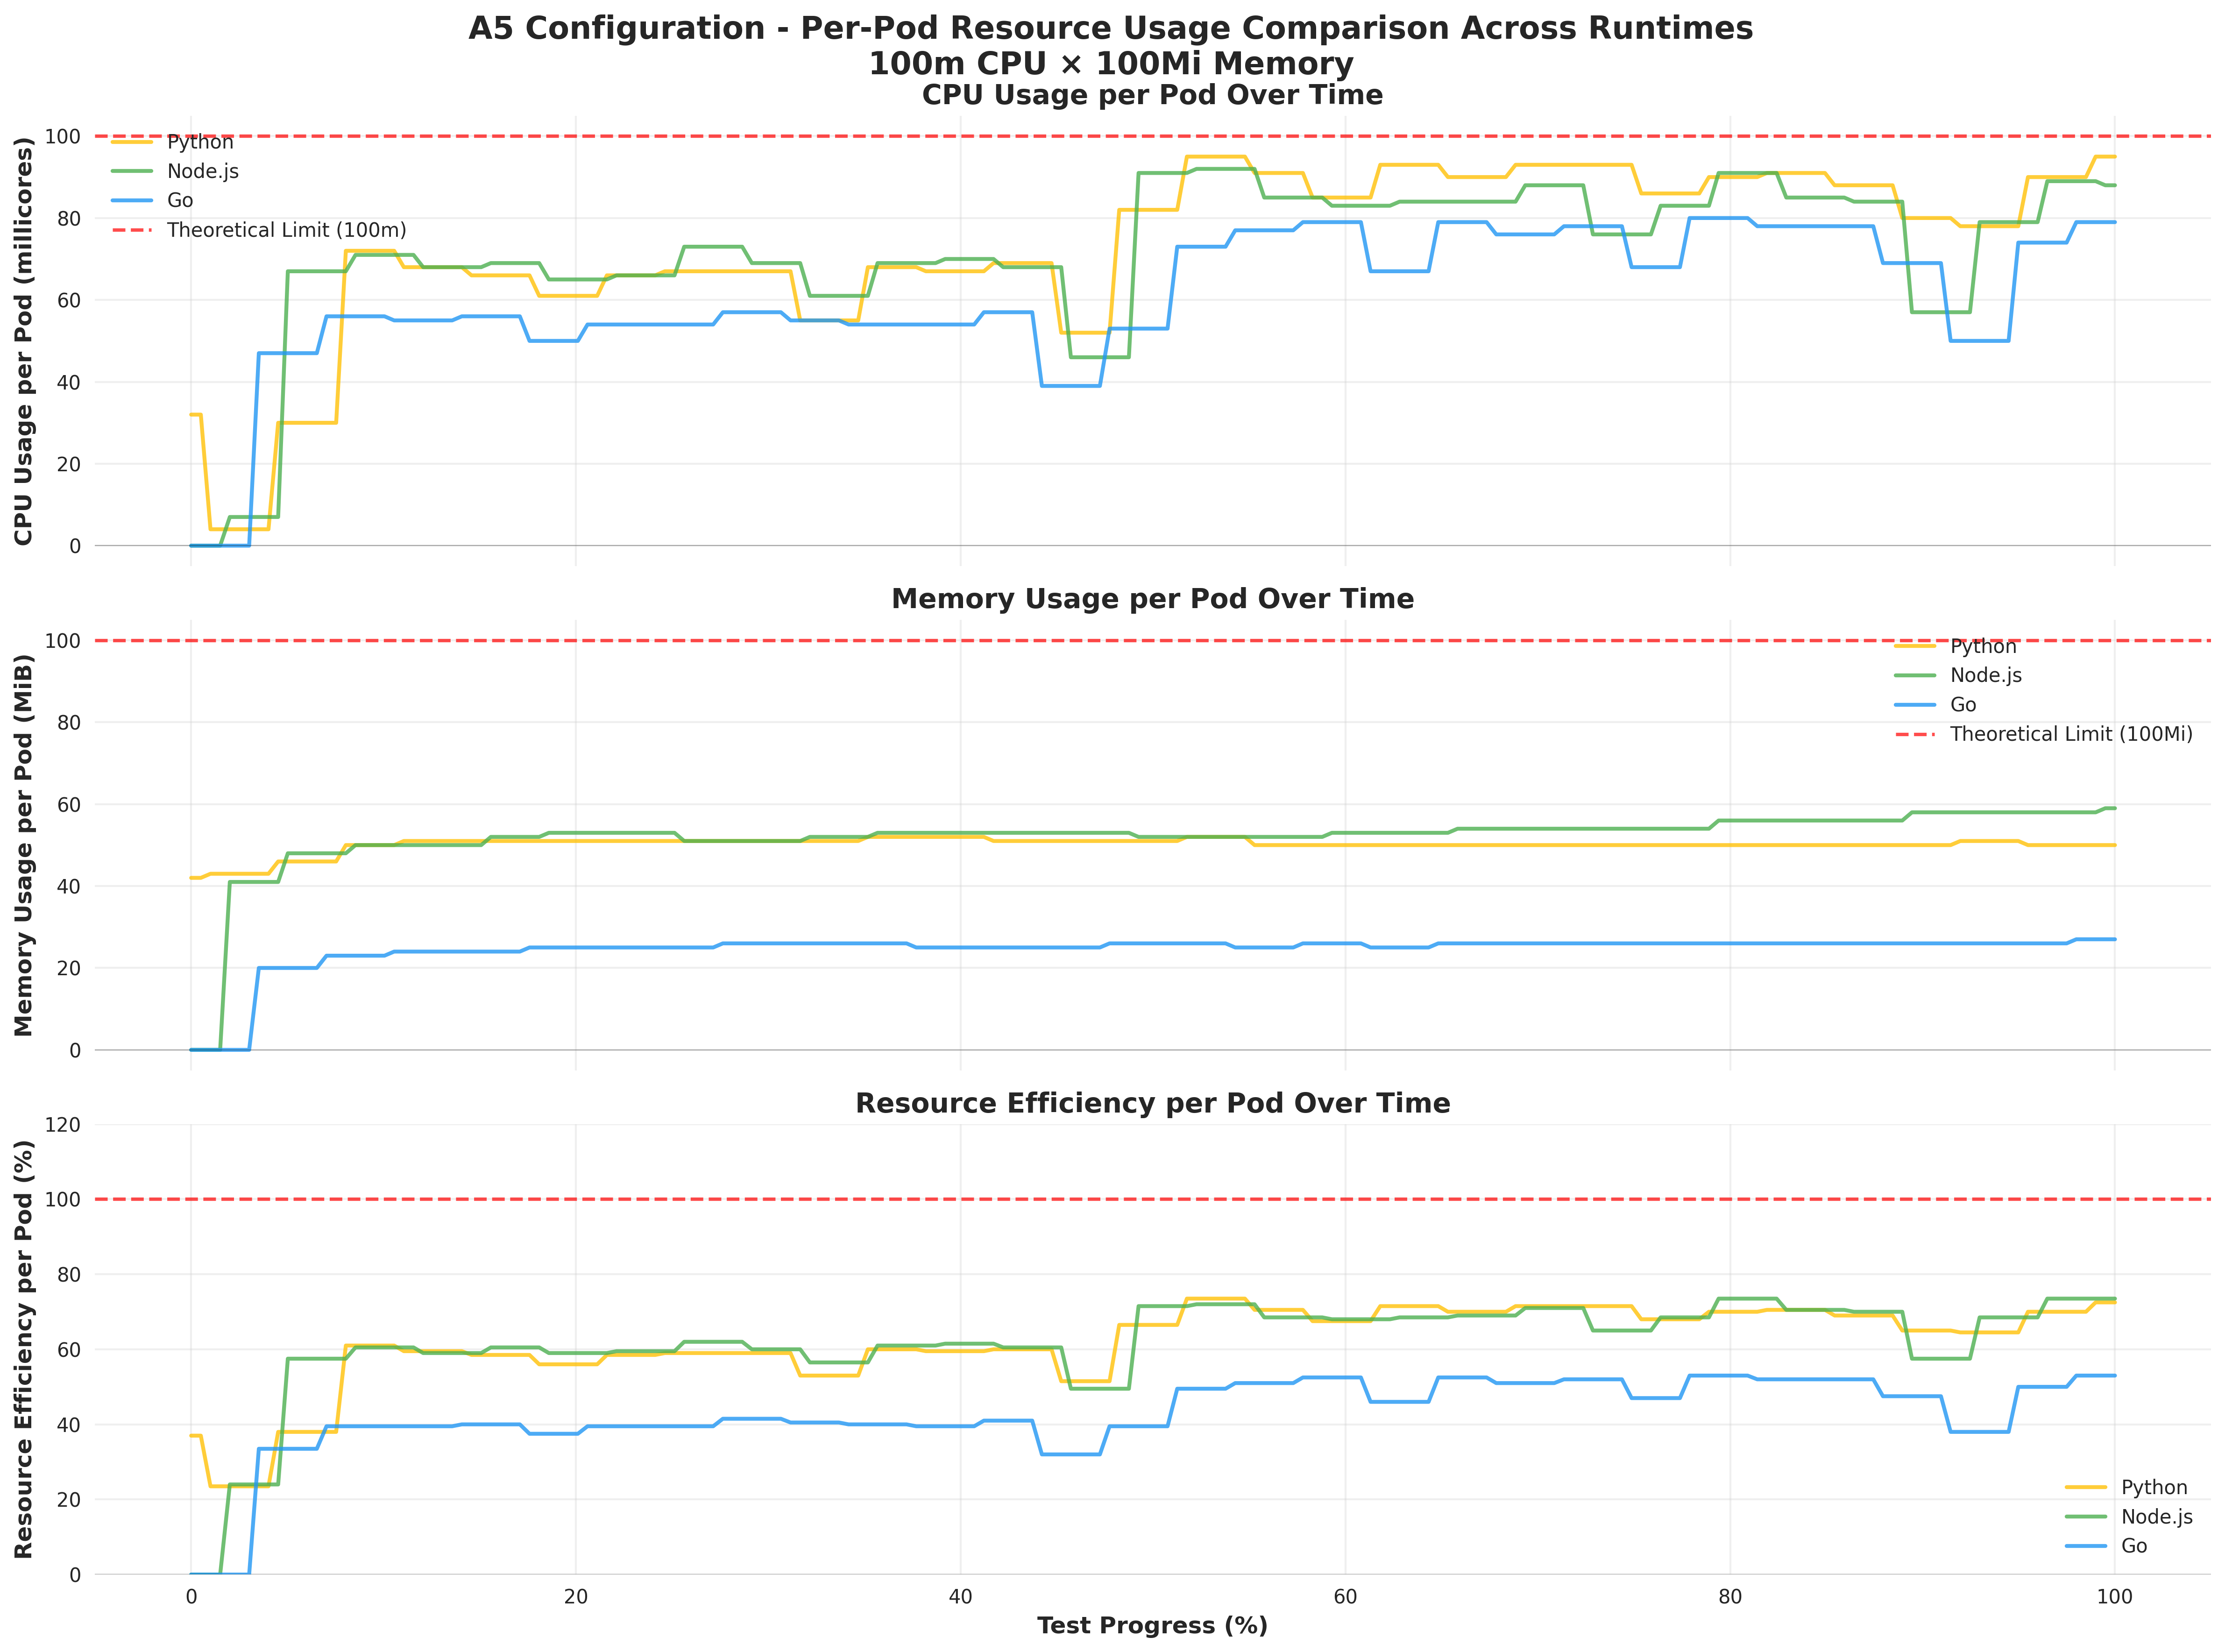 A5 Configuration - Per-Pod Resource Usage Comparison Across Runtimes
100m CPU × 100Mi Memory
CPU Usage per Pod Over Time
CPU Usage per Pod (millicores)
100
80
60
40
20
0
Python
Node.js
Go
Theoretical Limit (100m)
Memory Usage per Pod Over Time
Memory Usage per Pod (MiB)
100
80
60
40
20
0
Python
Node.js
Go
Theoretical Limit (100Mi)
Resource Efficiency per Pod Over Time
Resource Efficiency per Pod (%)
120
100
80
60
40
20
0
Python
Node.js
Go
0 20 40 60 80 100
Test Progress (%)